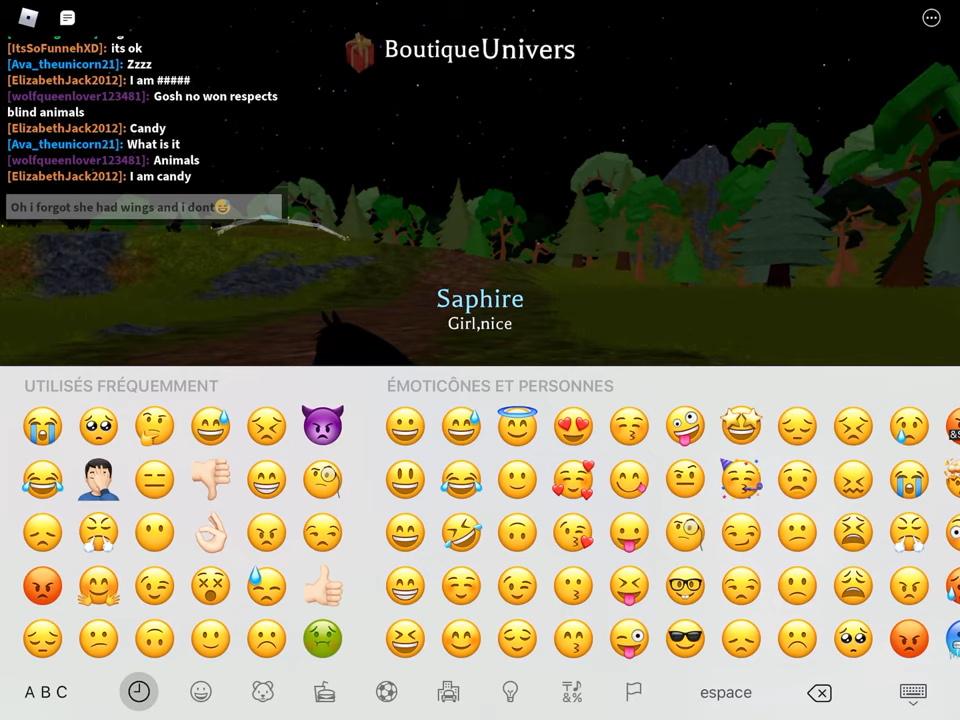 [ItsSoFunnehXD]: its ok
[Ava_theunicorn21]: Zzzz
[ElizabethJack2012]: I am #####
[wolfqueenlover123481]: Gosh no won respects
blind animals
[ElizabethJack2012]: Candy
[Ava_theunicorn21]: What is it
[wolfqueenlover123481]: Animals
[ElizabethJack2012]: I am candy
Oh i forgot she had wings and i dont😅
BoutiqueUnivers
Saphire
Girl,nice
UTILISÉS FRÉQUEMMENT
ÉMOTICÔNES ET PERSONNES
ABC
espace